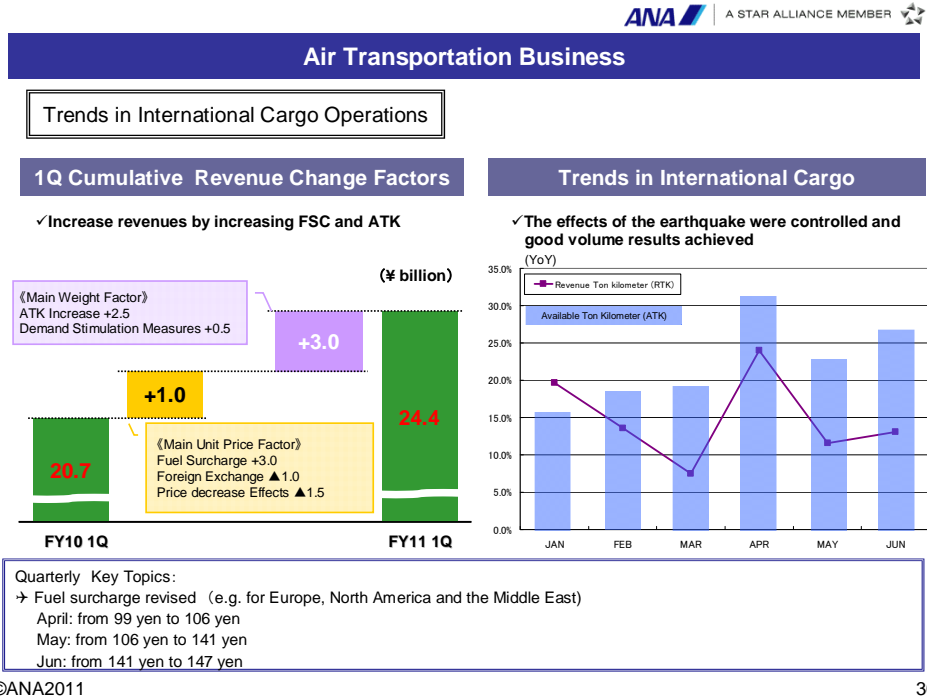 ANA
A STAR ALLIANCE MEMBER
Air Transportation Business
Trends in International Cargo Operations
1Q Cumulative Revenue Change Factors
✓Increase revenues by increasing FSC and ATK
(¥ billion)
《Main Weight Factor》
ATK Increase +2.5
Demand Stimulation Measures +0.5
+3.0
+1.0
24.4
20.7
《Main Unit Price Factor》
Fuel Surcharge +3.0
Foreign Exchange ▲1.0
Price decrease Effects ▲1.5
FY10 1Q
FY11 1Q
Trends in International Cargo
✓The effects of the earthquake were controlled and
good volume results achieved
(YoY)
35.0%
30.0%
25.0%
20.0%
15.0%
10.0%
5.0%
0.0%
Revenue Ton kilometer (RTK)
Available Ton Kilometer (ATK)
JAN FEB MAR APR MAY JUN
Quarterly Key Topics:
✈ Fuel surcharge revised （e.g. for Europe, North America and the Middle East)
April: from 99 yen to 106 yen
May: from 106 yen to 141 yen
Jun: from 141 yen to 147 yen
©ANA2011